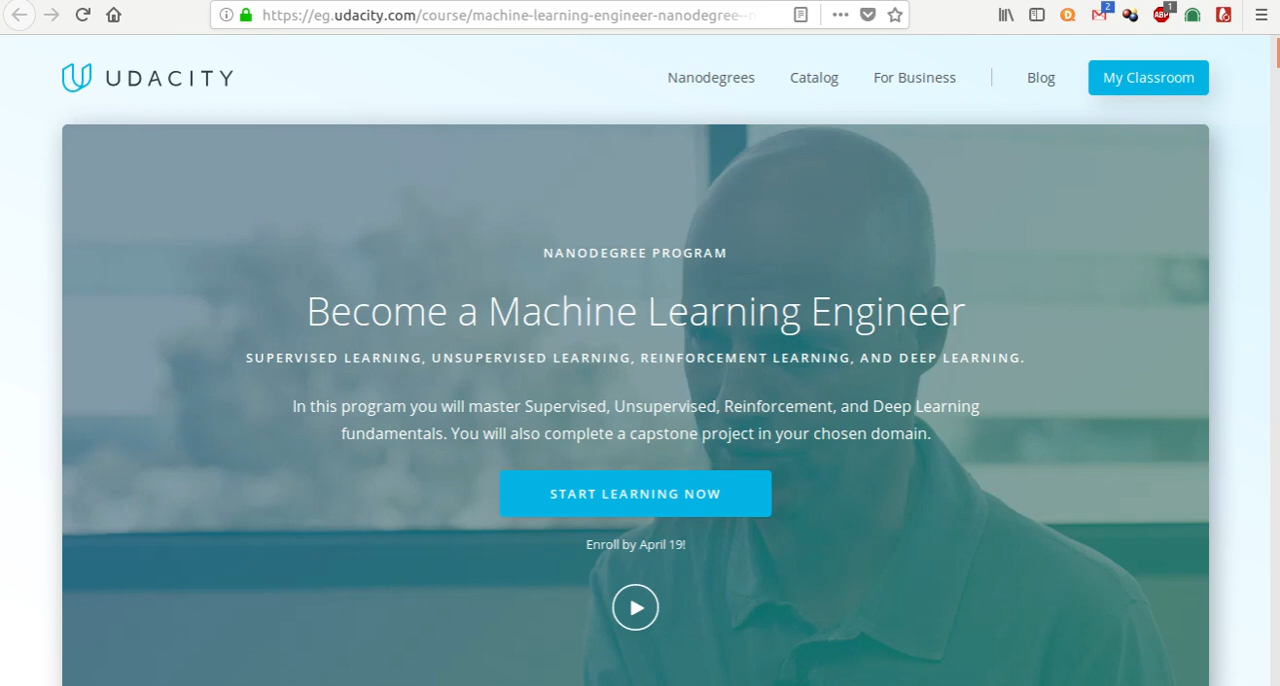 https://eg.udacity.com/course/machine-learning-engineer-nanodegree--
2
D
ABP
1
UDACITY
Nanodegrees
Catalog
For Business
Blog
My Classroom
NANODEGREE PROGRAM
Become a Machine Learning Engineer
SUPERVISED LEARNING, UNSUPERVISED LEARNING, REINFORCEMENT LEARNING, AND DEEP LEARNING.
In this program you will master Supervised, Unsupervised, Reinforcement, and Deep Learning
fundamentals. You will also complete a capstone project in your chosen domain.
START LEARNING NOW
Enroll by April 19!